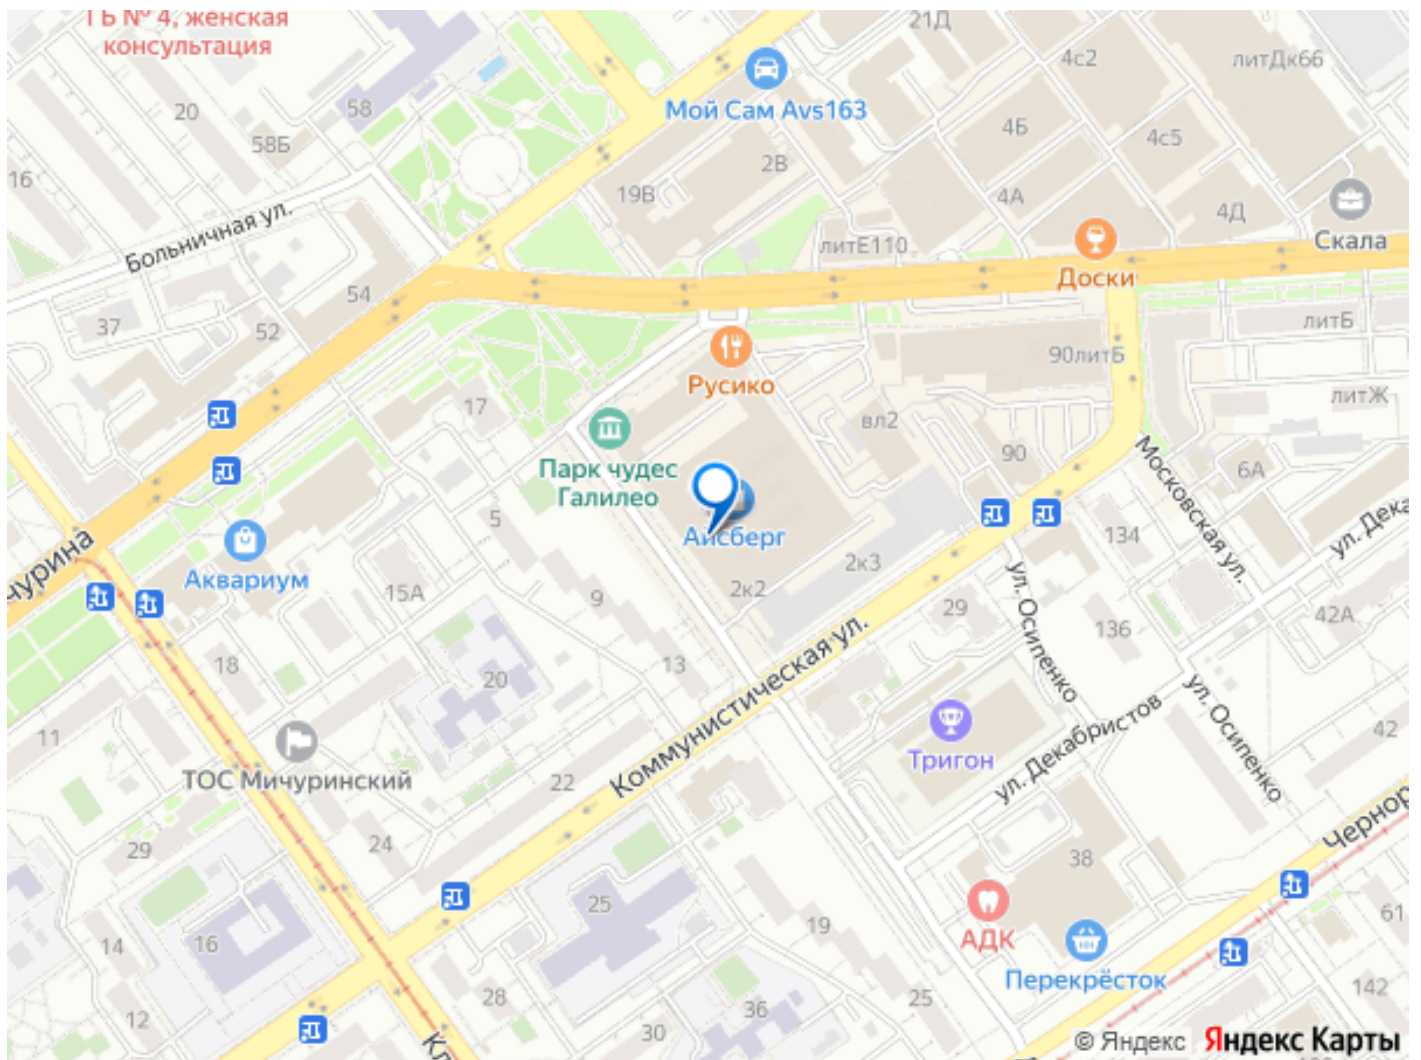 ГБ № 4, женская
консультация
21Д
4с2
литДк66
58
20
58Б
Мой Сам Avs163
4Б
4с5
2В
16
19В
4А
4Д
Скала
Больничная ул.
литЕ110
Доски
54
37
52
литБ
90литБ
Русико
17
литЖ
вл2
90
Парк чудес
Галилео
6А
Московская ул.
5
Айсберг
134
ул. Дека
чурина
Аквариум
2к3
2к2
15А
9
29
42А
ул. Осипенко
136
18
13
20
Коммунистическая ул.
ул. Осипенко
11
ТОС Мичуринский
Тригон
ул. Декабристов
42
22
Чернор
29
24
38
25
19
61
14
16
АДК
Перекрёсток
28
25
142
12
36
30
Кл
© Яндекс Яндекс Карты